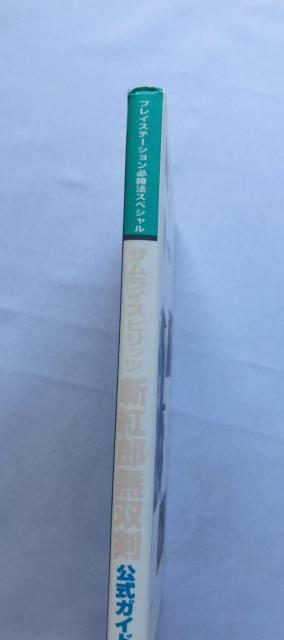 プレイステーション必勝法スペシャル
サムライスピリッツ
斬紅郎無双剣
公式ガイド